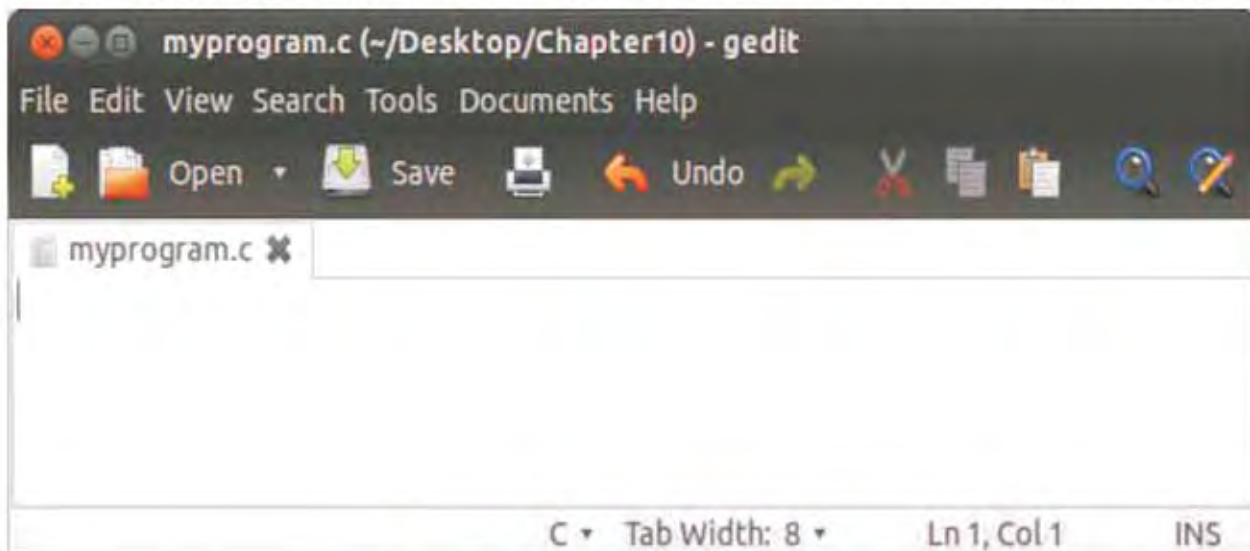 myprogram.c (~/Desktop/Chapter10) - gedit
File Edit View Search Tools Documents Help
Open Save Undo
myprogram.c
C Tab Width: 8 Ln 1, Col 1 INS